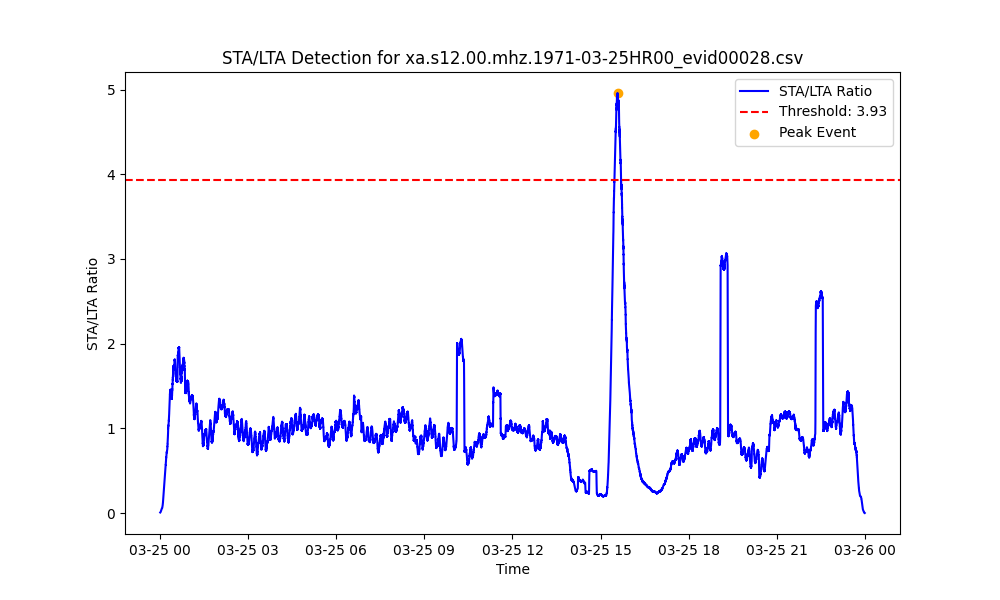 STA/LTA Detection for xa.s12.00.mhz.1971-03-25HR00_evid00028.csv
STA/LTA Ratio
Threshold: 3.93
Peak Event
5
4
3
2
1
0
STA/LTA Ratio
03-25 00 03-25 03 03-25 06 03-25 09 03-25 12 03-25 15 03-25 18 03-25 21 03-26 00
Time